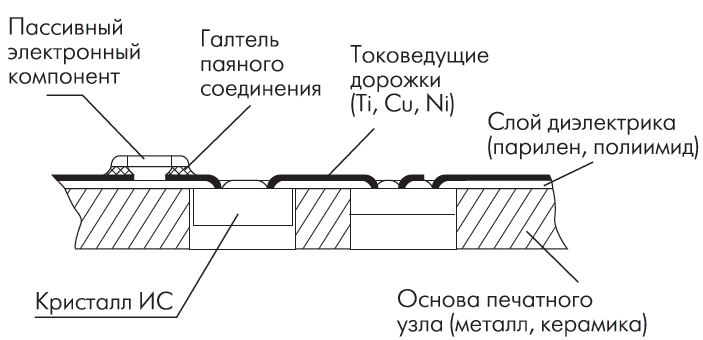 Пассивный
электронный
компонент
Галтель
паяного
соединения
Токоведущие
дорожки
(Ti, Cu, Ni)
Слой диэлектрика
(парилен, полиимид)
Кристалл ИС
Основа печатного
узла (металл, керамика)